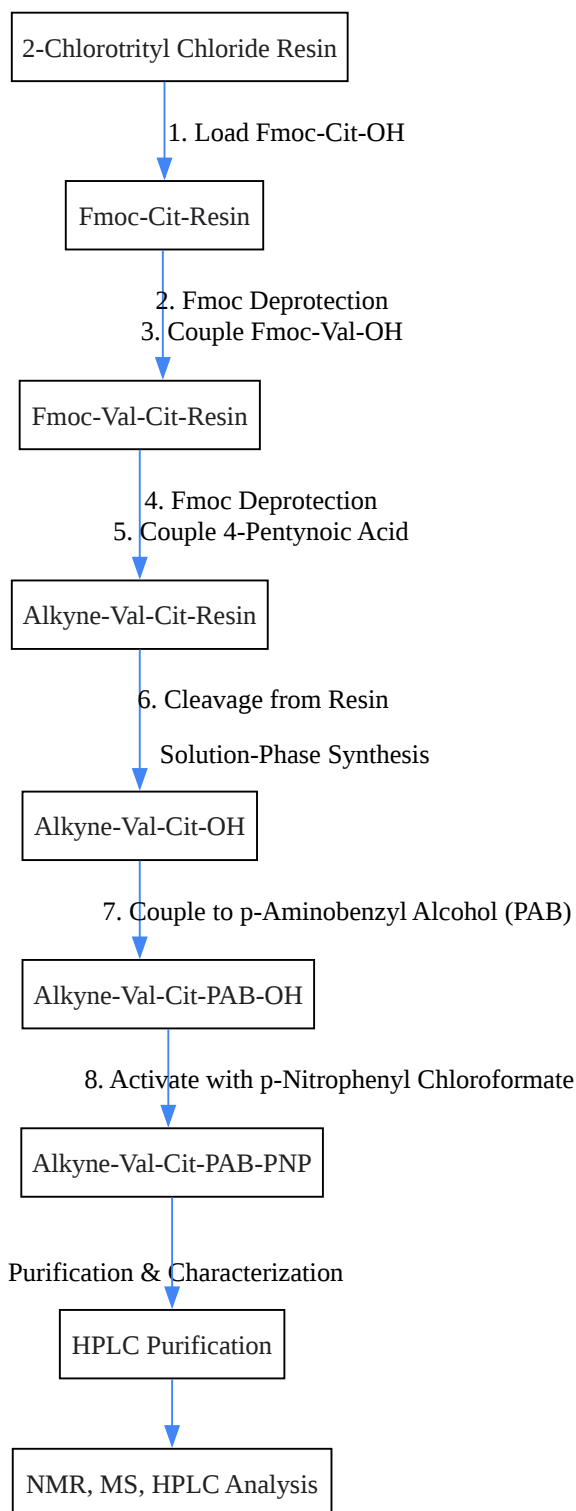 2-Chlorotrityl Chloride Resin
1. Load Fmoc-Cit-OH
Fmoc-Cit-Resin
2. Fmoc Deprotection
3. Couple Fmoc-Val-OH
Fmoc-Val-Cit-Resin
4. Fmoc Deprotection
5. Couple 4-Pentynoic Acid
Alkyne-Val-Cit-Resin
6. Cleavage from Resin
Solution-Phase Synthesis
Alkyne-Val-Cit-OH
7. Couple to p-Aminobenzyl Alcohol (PAB)
Alkyne-Val-Cit-PAB-OH
8. Activate with p-Nitrophenyl Chloroformate
Alkyne-Val-Cit-PAB-PNP
Purification & Characterization
HPLC Purification
NMR, MS, HPLC Analysis